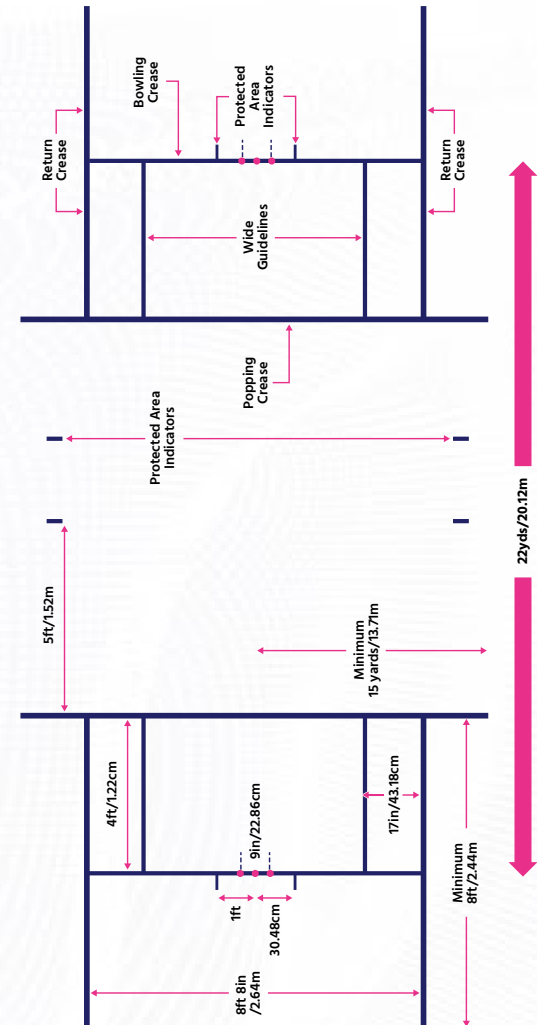 Return
Crease
Bowling
Crease
Protected
Area
Indicators
Return
Crease
Wide
Guidelines
Popping
Crease
Protected Area
Indicators
22yds/20.12m
5ft/1.52m
Minimum
15 yards/13.71m
4ft/1.22cm
9in/22.86cm
17in/43.18cm
1ft
30.48cm
Minimum
8ft/2.44m
8ft 8in
/2.64m